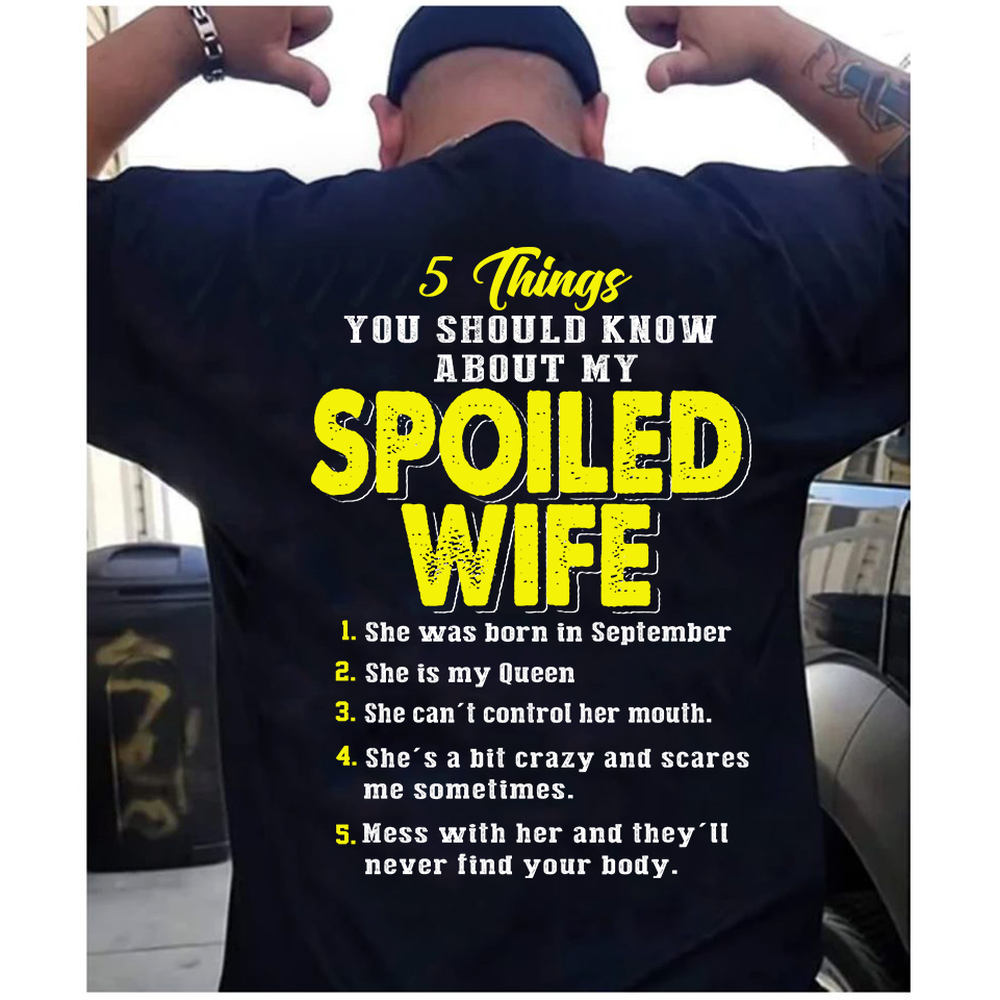 5 Things
YOU SHOULD KNOW
ABOUT MY
SPOILED
WIFE
1. She was born in September
2. She is my Queen
3. She can´t control her mouth.
4. She´s a bit crazy and scares
me sometimes.
5. Mess with her and they´ll
never find your body.